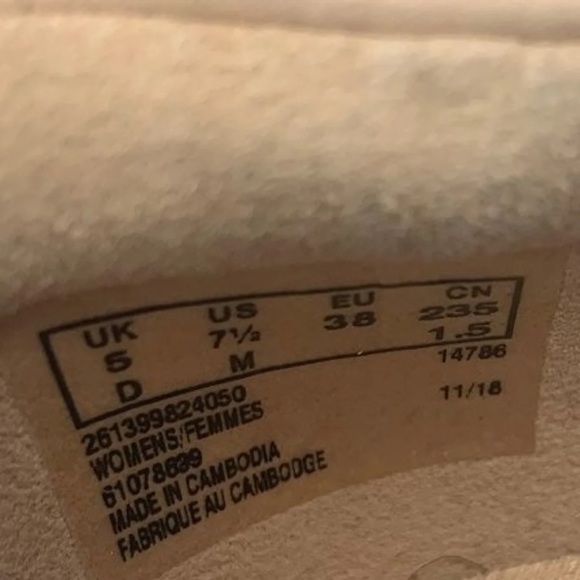 UK US EU CN
5 7½ 38 235
D M 1.5
261399824050 14786
WOMENS/FEMMES 11/18
MADE IN CAMBODIA
FABRIQUE AU CAMBODGE